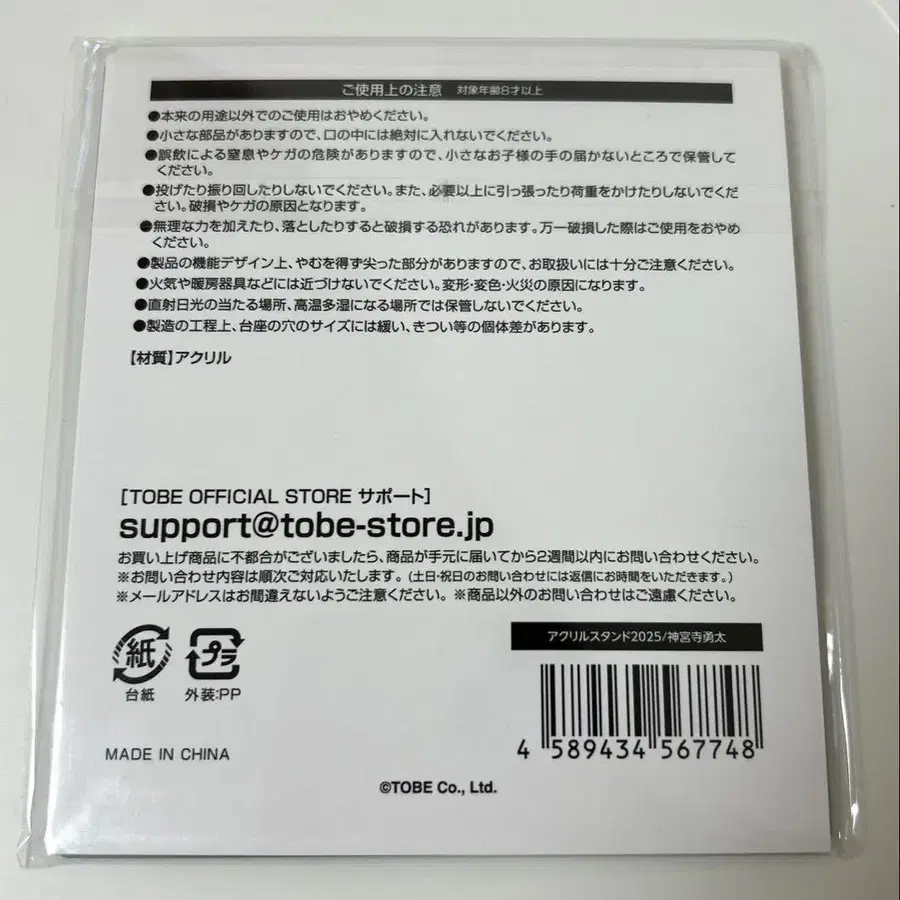 ご使用上の注意 対象年齢8才以上
●本来の用途以外でのご使用はおやめください。
●小さな部品がありますので、口の中には絶対に入れないでください。
●誤飲による窒息やケガの危険がありますので、小さなお子様の手の届かないところで保管して
ください。
●投げたり振り回したりしないでください。また、必要以上に引っ張ったり荷重をかけたりしないでくだ
さい。破損やケガの原因となります。
●無理な力を加えたり、落としたりすると破損する恐れがあります。万一破損した際はご使用をおやめ
ください。
●製品の機能デザイン上、やむを得ず尖った部分がありますので、お取扱いには十分ご注意ください。
●火気や暖房器具などには近づけないでください。変形・変色・火災の原因になります。
●直射日光の当たる場所、高温多湿になる場所では保管しないでください。
●製造の工程上、台座の穴のサイズには緩い、きつい等の個体差があります。
【材質】アクリル
[TOBE OFFICIAL STORE サポート]
support@tobe-store.jp
お買い上げ商品に不都合がございましたら、商品が手元に届いてから2週間以内にお問い合わせください。
※お問い合わせ内容は順次ご対応いたします。(土日・祝日のお問い合わせには返信にお時間をいただきます。)
※メールアドレスはお間違えないようご注意ください。※商品以外のお問い合わせはご遠慮ください。
紙 プラ
台紙 外装:PP
アクリルスタンド2025/神宮寺勇太
4 589434 567748
MADE IN CHINA
©TOBE Co., Ltd.